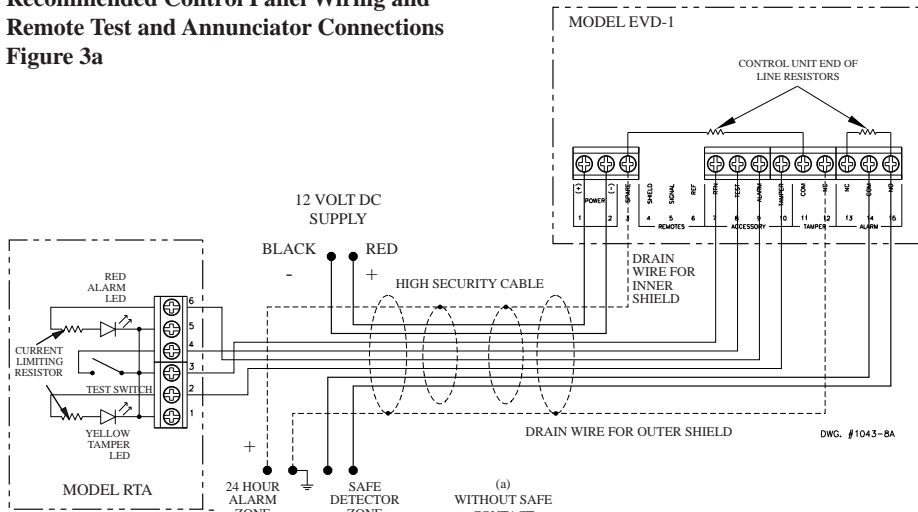 Recommended Control Panel Wiring and
Remote Test and Annunciator Connections
Figure 3a
MODEL EVD-1
CONTROL UNIT END OF
LINE RESISTORS
(+)
(-)
SPARE
SHIELD
SIGNAL
REF
RTN
TEST
ALARM
TAMPER
COM
NO
NC
COM
NO
POWER
1 2 3 4 5 6 7 8 9 10 11 12 13 14 15
REMOTES ACCESSORY TAMPER ALARM
12 VOLT DC
SUPPLY
BLACK RED
- +
HIGH SECURITY CABLE
DRAIN
WIRE FOR
INNER
SHIELD
RED
ALARM
LED
CURRENT
LIMITING
RESISTOR
TEST SWITCH
YELLOW
TAMPER
LED
6
5
4
3
2
1
MODEL RTA
DRAIN WIRE FOR OUTER SHIELD
DWG. #1043-8A
+
-
24 HOUR
ALARM
ZONE
SAFE
DETECTOR
ZONE
(a)
WITHOUT SAFE
CONTACT